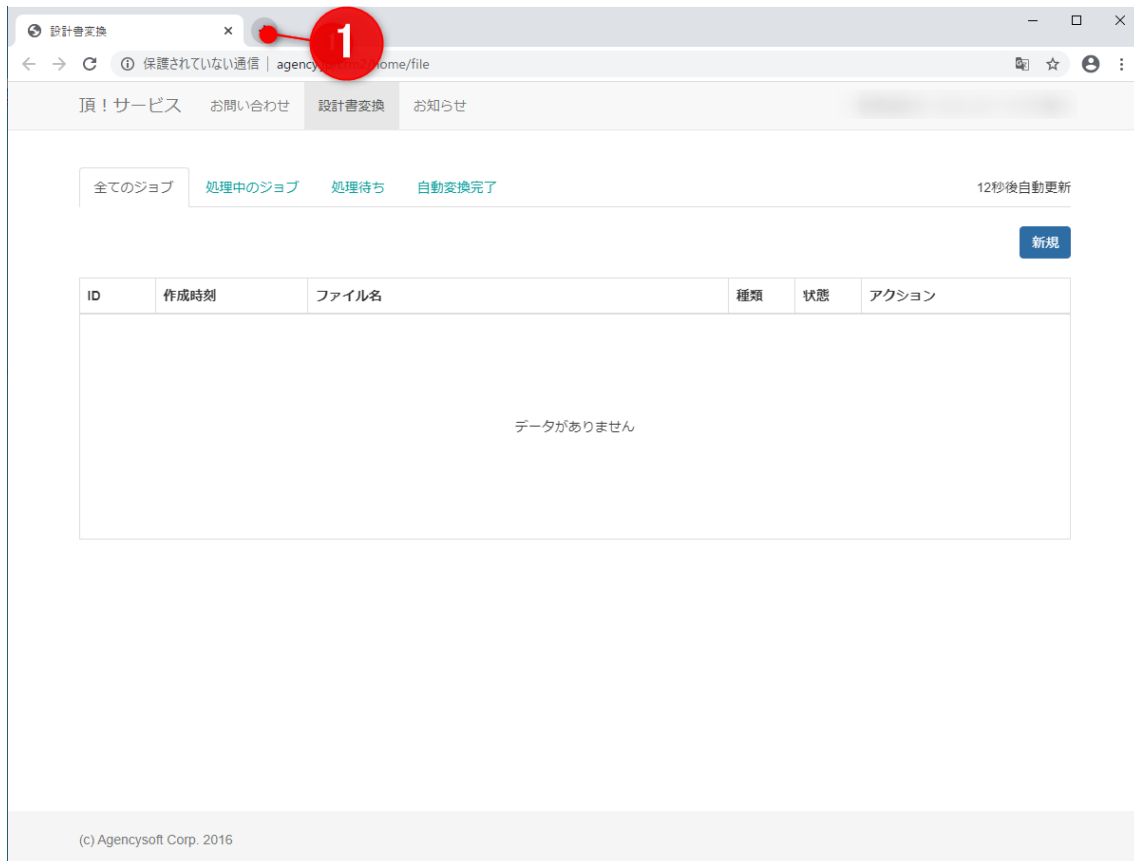 設計書変換
1
保護されていない通信 | agency home/file
頂！サービス お問い合わせ 設計書変換 お知らせ
全てのジョブ 処理中のジョブ 処理待ち 自動変換完了 12秒後自動更新
新規
ID 作成時刻 ファイル名 種類 状態 アクション
データがありません
(c) Agencysoft Corp. 2016